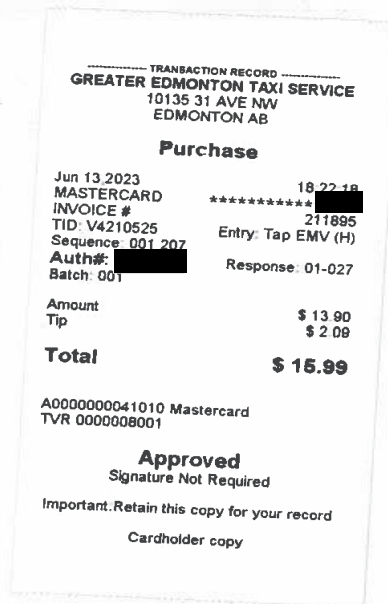 ------------- TRANSACTION RECORD -------------
GREATER EDMONTON TAXI SERVICE
10135 31 AVE NW
EDMONTON AB
Purchase
Jun 13,2023 18:22:18
MASTERCARD ***********
INVOICE # 211895
TID: V4210525 Entry: Tap EMV (H)
Sequence: 001 207
Auth#: Response: 01-027
Batch: 001
Amount $ 13.90
Tip $ 2.09
Total $ 15.99
A0000000041010 Mastercard
TVR 0000008001
Approved
Signature Not Required
Important:Retain this copy for your record
Cardholder copy